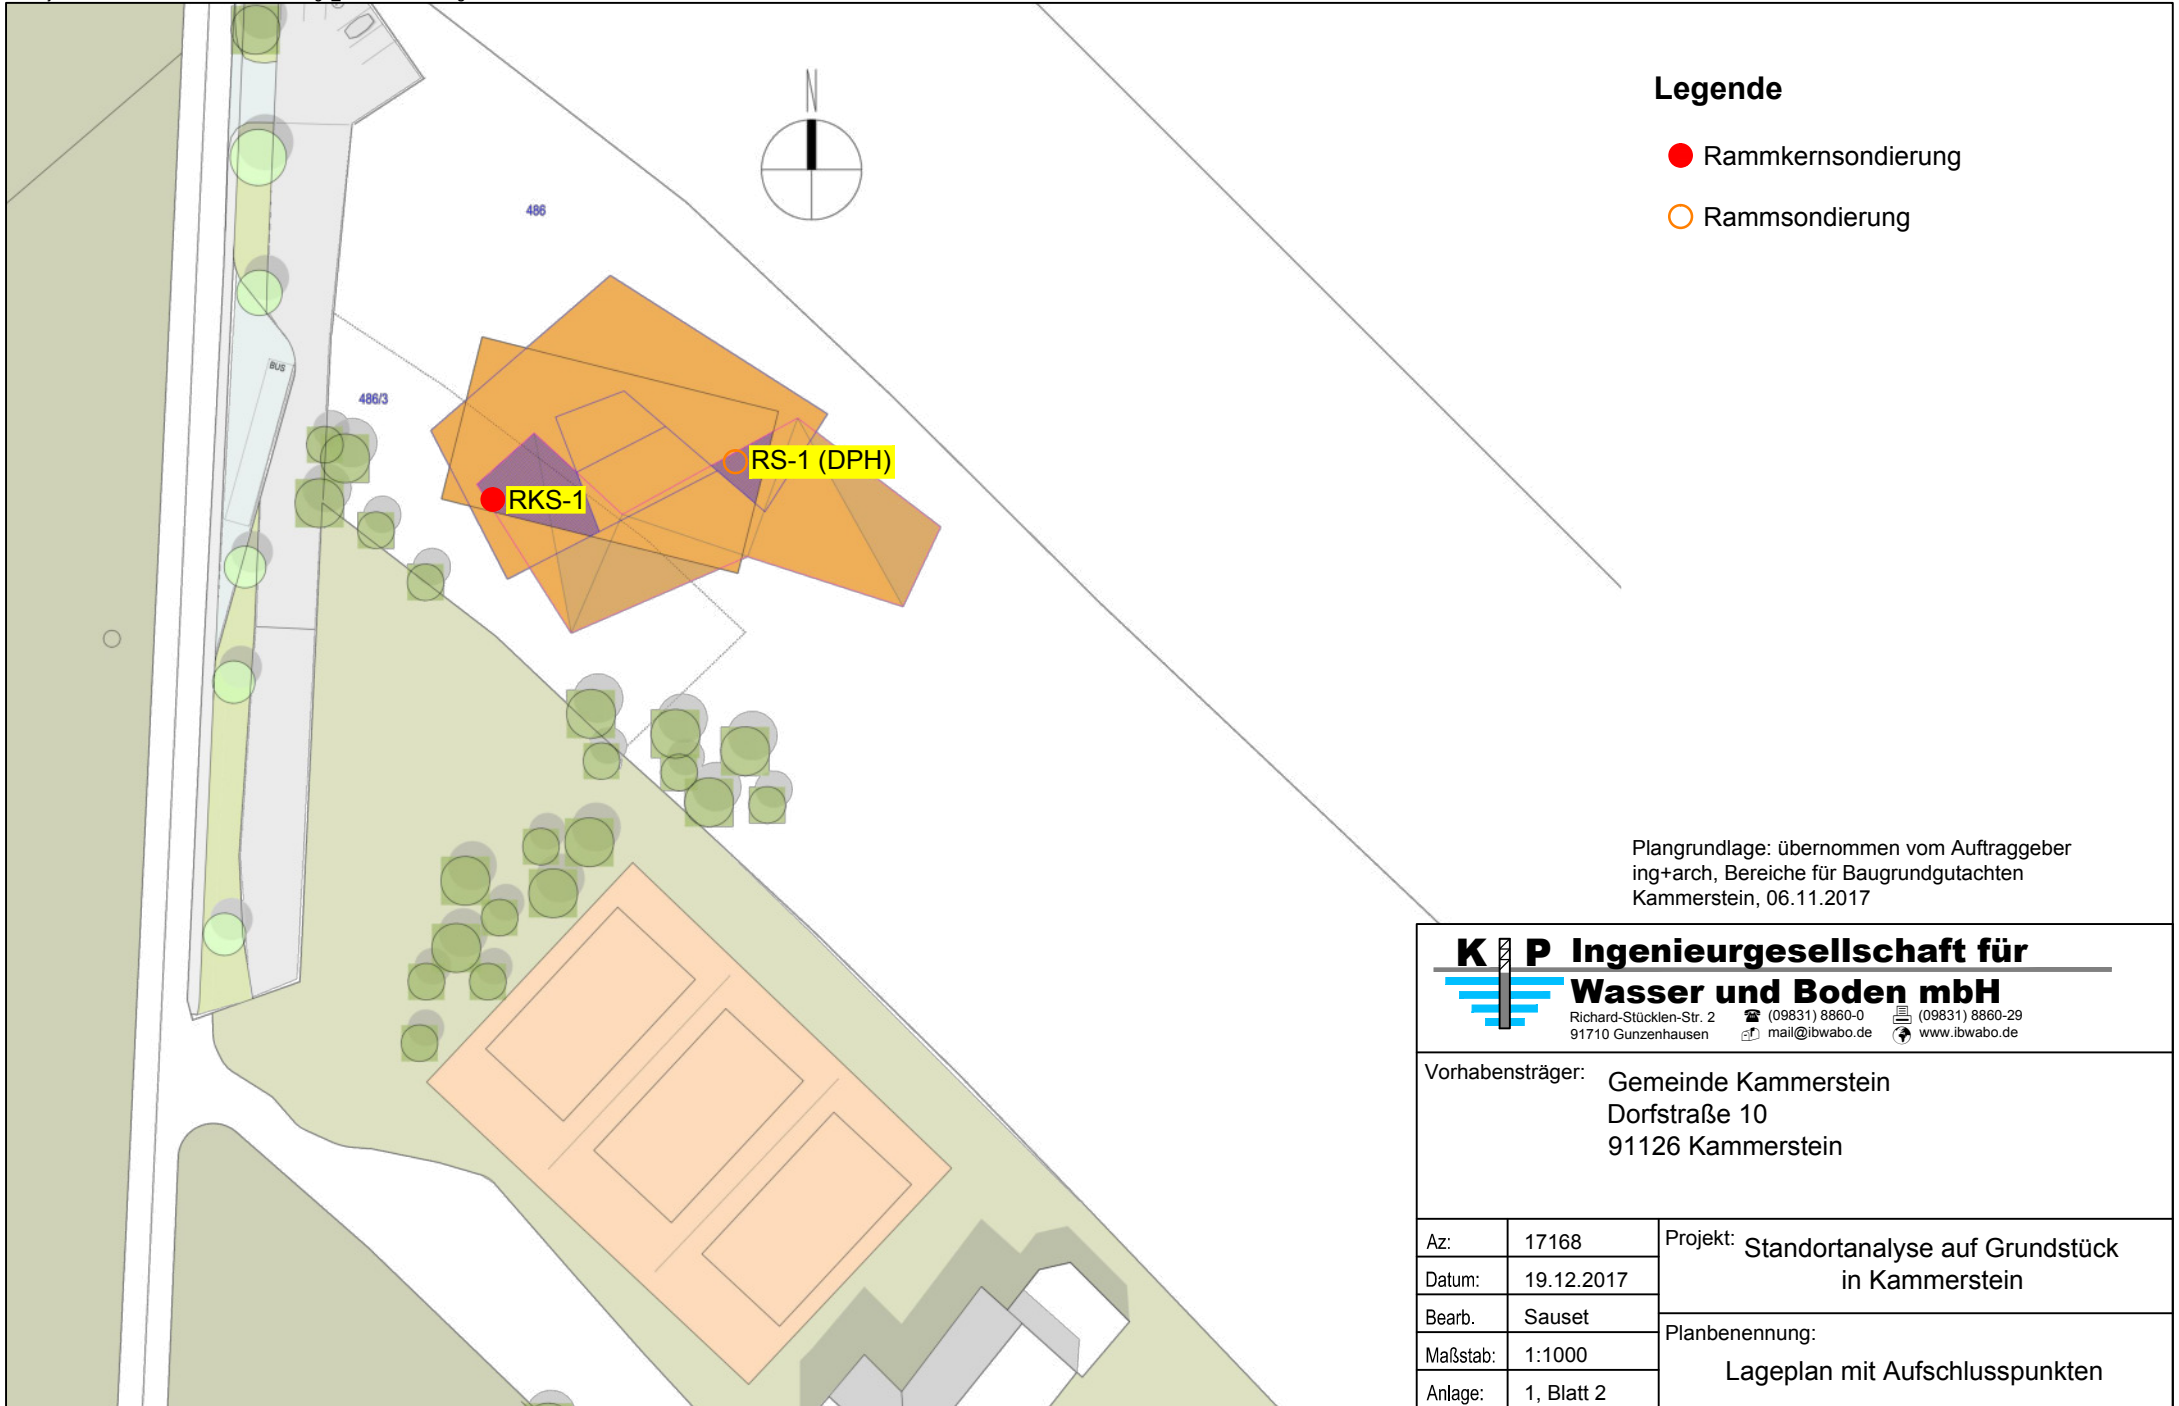 N
486
486/3
BUS
RS-1 (DPH)
RKS-1
Legende
Rammkernsondierung
Rammsondierung
Plangrundlage: übernommen vom Auftraggeber
ing+arch, Bereiche für Baugrundgutachten
Kammerstein, 06.11.2017
K P Ingenieurgesellschaft für
Wasser und Boden mbH
Richard-Stücklen-Str. 2 (09831) 8860-0 (09831) 8860-29
91710 Gunzenhausen mail@ibwabo.de www.ibwabo.de
Vorhabensträger: Gemeinde Kammerstein
Dorfstraße 10
91126 Kammerstein
Az: 17168
Datum: 19.12.2017
Bearb. Sauset
Maßstab: 1:1000
Anlage: 1, Blatt 2
Projekt: Standortanalyse auf Grundstück
in Kammerstein
Planbenennung:
Lageplan mit Aufschlusspunkten